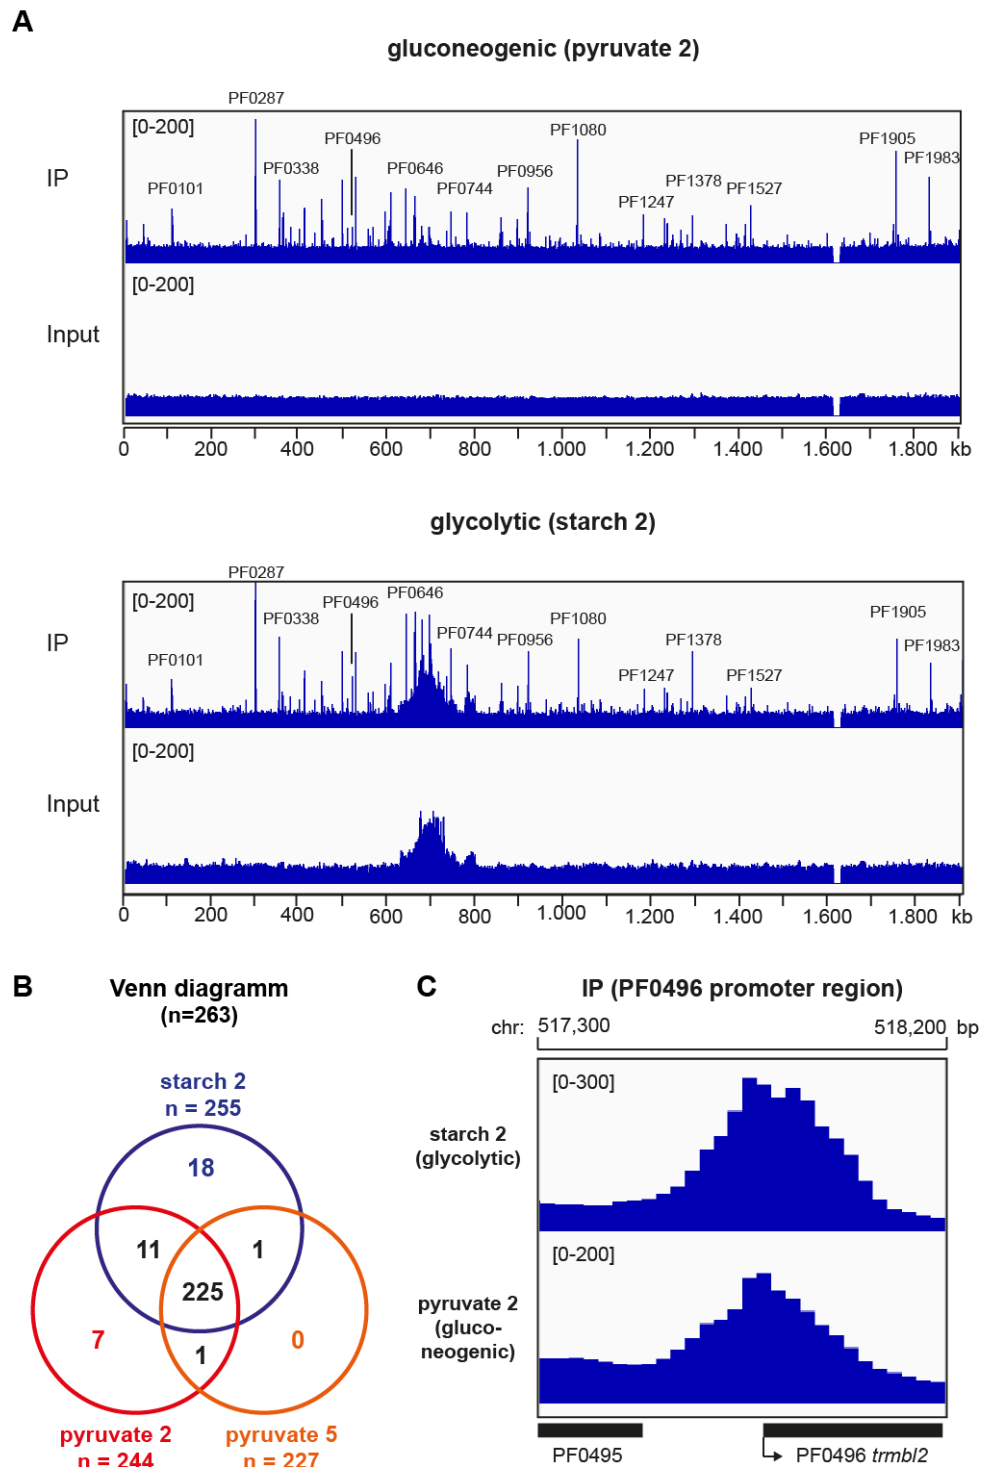 A
gluconeogenic (pyruvate 2)
PF0287
[0-200]
PF1080
PF0496
PF1905
IP
PF0338
PF0646
PF0956
PF1983
PF0101
PF0744
PF1378
PF1527
PF1247
[0-200]
Input
0 200 400 600 800 1.000 1.200 1.400 1.600 1.800 kb
glycolytic (starch 2)
PF0287
[0-200]
PF0646
PF0496
PF1905
PF0338
PF1080
IP
PF0744
PF0956
PF1378
PF1983
PF0101
PF1247
PF1527
[0-200]
Input
0 200 400 600 800 1.000 1.200 1.400 1.600 1.800 kb
B
Venn diagramm
(n=263)
starch 2
n = 255
18
11
1
225
7
1
0
pyruvate 2
n = 244
pyruvate 5
n = 227
C
IP (PF0496 promoter region)
chr: 517,300 518,200 bp
[0-300]
starch 2
(glycolytic)
[0-200]
pyruvate 2
(gluco-
neogenic)
PF0495
PF0496 trmbl2